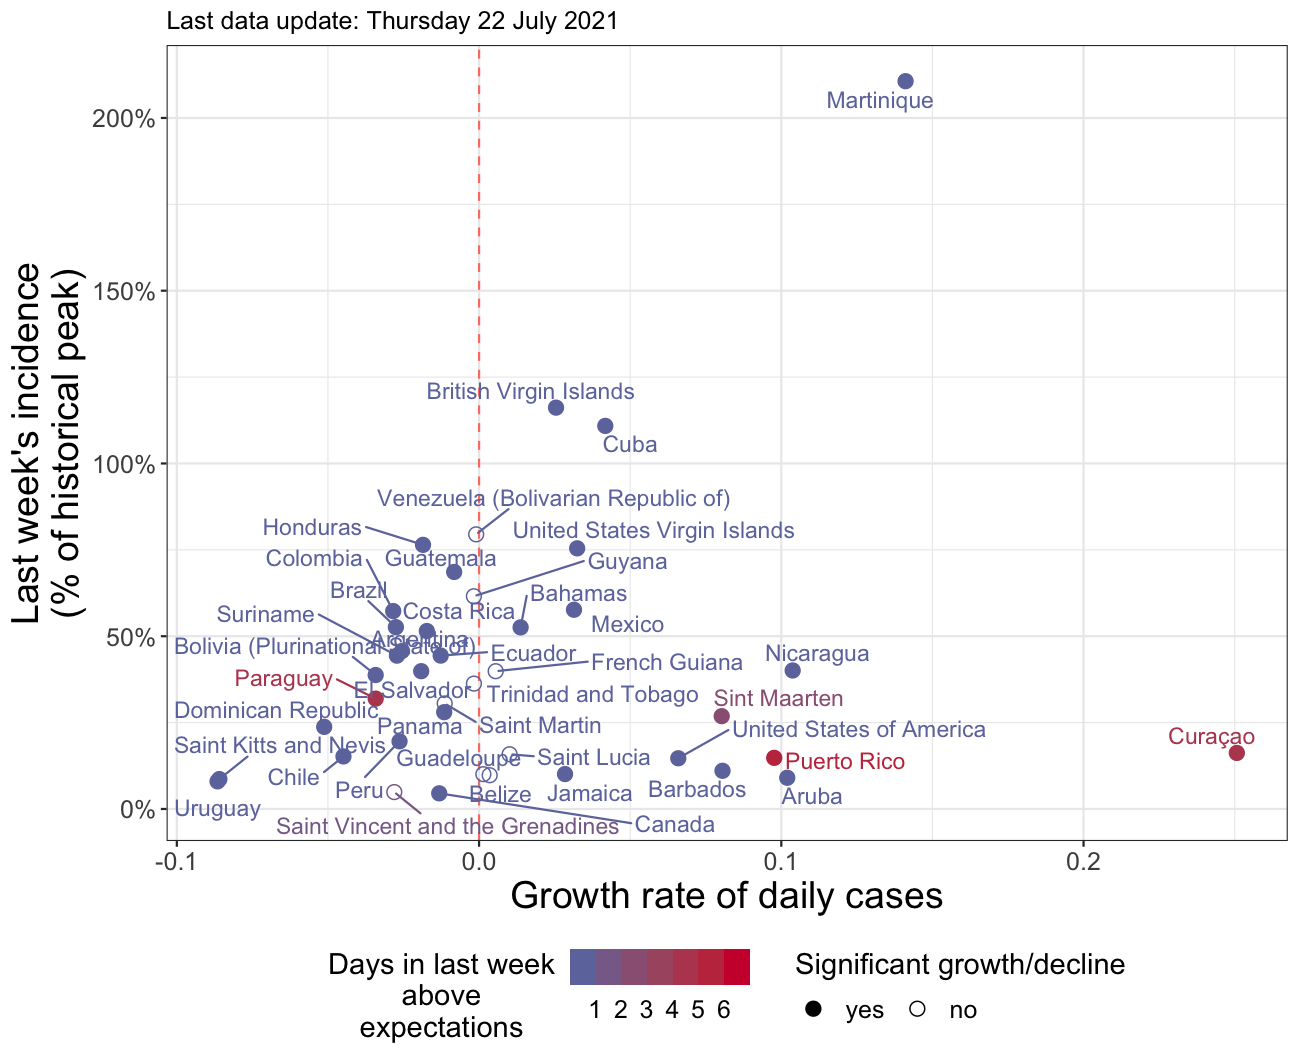 Last data update: Thursday 22 July 2021
Last week's incidence
(% of historical peak)
200%
150%
100%
50%
0%
Martinique
British Virgin Islands
Cuba
Venezuela (Bolivarian Republic of)
Honduras
United States Virgin Islands
Colombia
Guatemala
Guyana
Brazil
Bahamas
Suriname
Costa Rica
Mexico
Argentina
Bolivia (Plurinational State of)
Ecuador
Nicaragua
French Guiana
Paraguay
El Salvador
Trinidad and Tobago
Sint Maarten
Dominican Republic
Panama
Saint Martin
United States of America
Curaçao
Saint Kitts and Nevis
Guadeloupe
Saint Lucia
Puerto Rico
Chile
Peru
Belize
Jamaica
Barbados
Aruba
Uruguay
Saint Vincent and the Grenadines
Canada
-0.1
0.0
0.1
0.2
Growth rate of daily cases
Days in last week
above
expectations
1 2 3 4 5 6
Significant growth/decline
yes
no